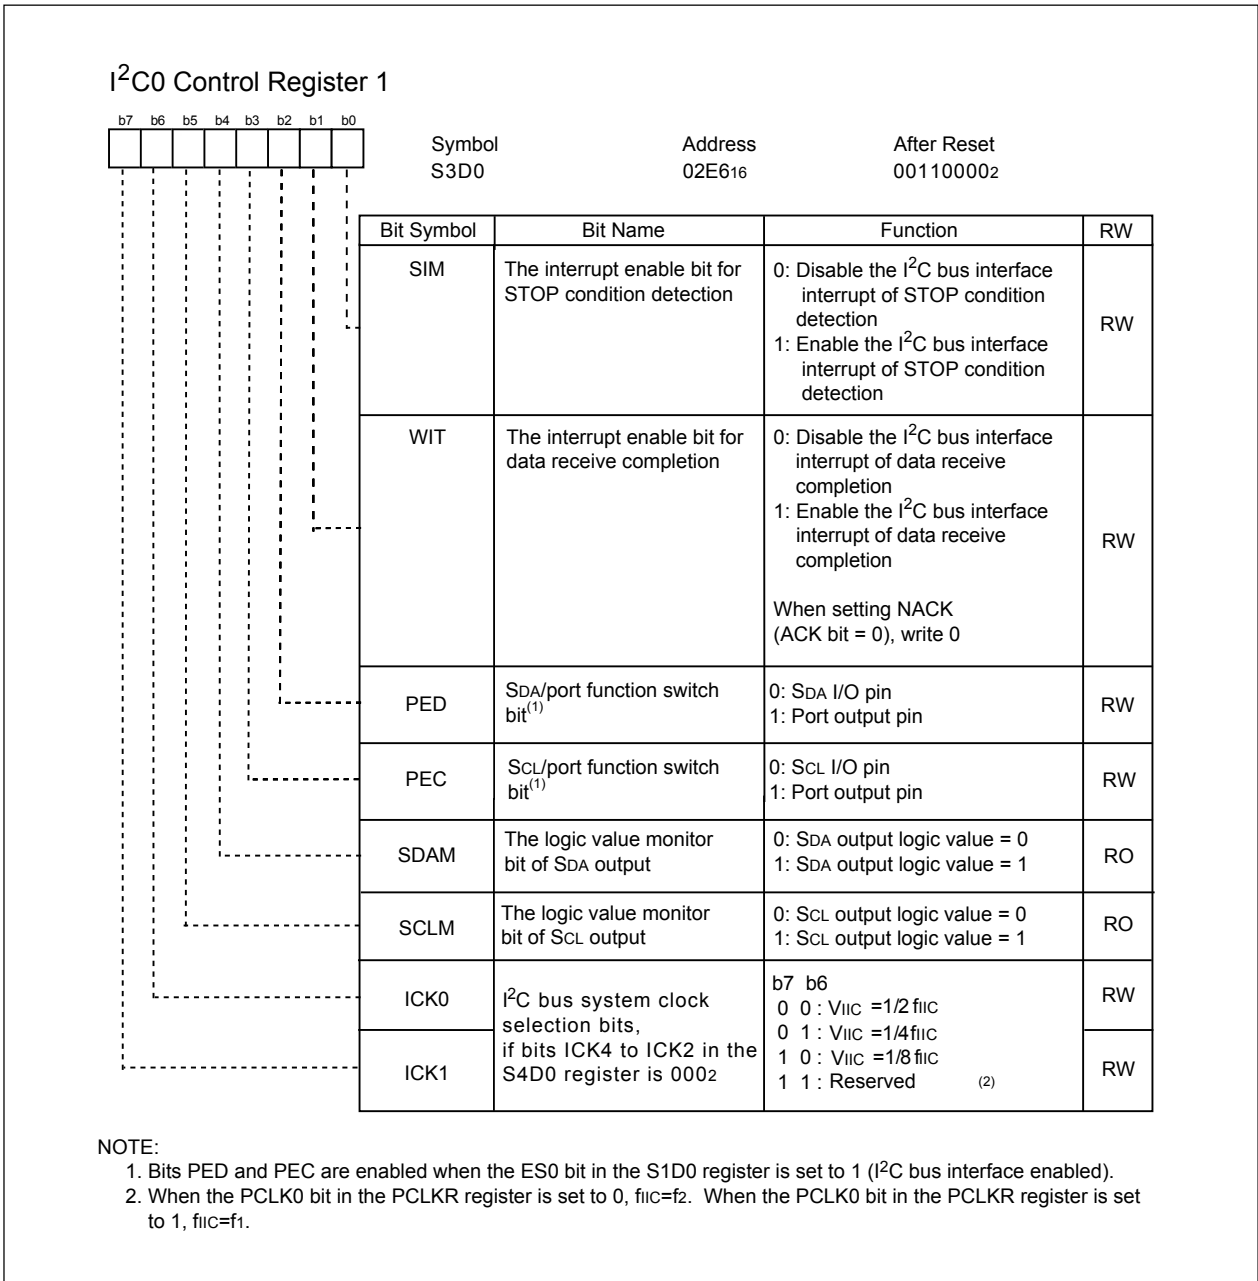 I2C0 Control Register 1
b7 b6 b5 b4 b3 b2 b1 b0
Symbol Address After Reset
S3D0 02E616 001100002
Bit Symbol Bit Name Function RW
SIM
The interrupt enable bit for
STOP condition detection
0: Disable the I2C bus interface
interrupt of STOP condition
detection
1: Enable the I2C bus interface
interrupt of STOP condition
detection
RW
WIT
The interrupt enable bit for
data receive completion
0: Disable the I2C bus interface
interrupt of data receive
completion
1: Enable the I2C bus interface
interrupt of data receive
completion
When setting NACK
(ACK bit = 0), write 0
RW
PED
SDA/port function switch
bit(1)
0: SDA I/O pin
1: Port output pin
RW
PEC
SCL/port function switch
bit(1)
0: SCL I/O pin
1: Port output pin
RW
SDAM
The logic value monitor
bit of SDA output
0: SDA output logic value = 0
1: SDA output logic value = 1
RO
SCLM
The logic value monitor
bit of SCL output
0: SCL output logic value = 0
1: SCL output logic value = 1
RO
ICK0
ICK1
I2C bus system clock
selection bits,
if bits ICK4 to ICK2 in the
S4D0 register is 0002
b7 b6
0 0 : VIIC =1/2 fIIC
0 1 : VIIC =1/4fIIC
1 0 : VIIC =1/8 fIIC
1 1 : Reserved (2)
RW
RW
NOTE:
1. Bits PED and PEC are enabled when the ES0 bit in the S1D0 register is set to 1 (I2C bus interface enabled).
2. When the PCLK0 bit in the PCLKR register is set to 0, fIIC=f2. When the PCLK0 bit in the PCLKR register is set
to 1, fIIC=f1.